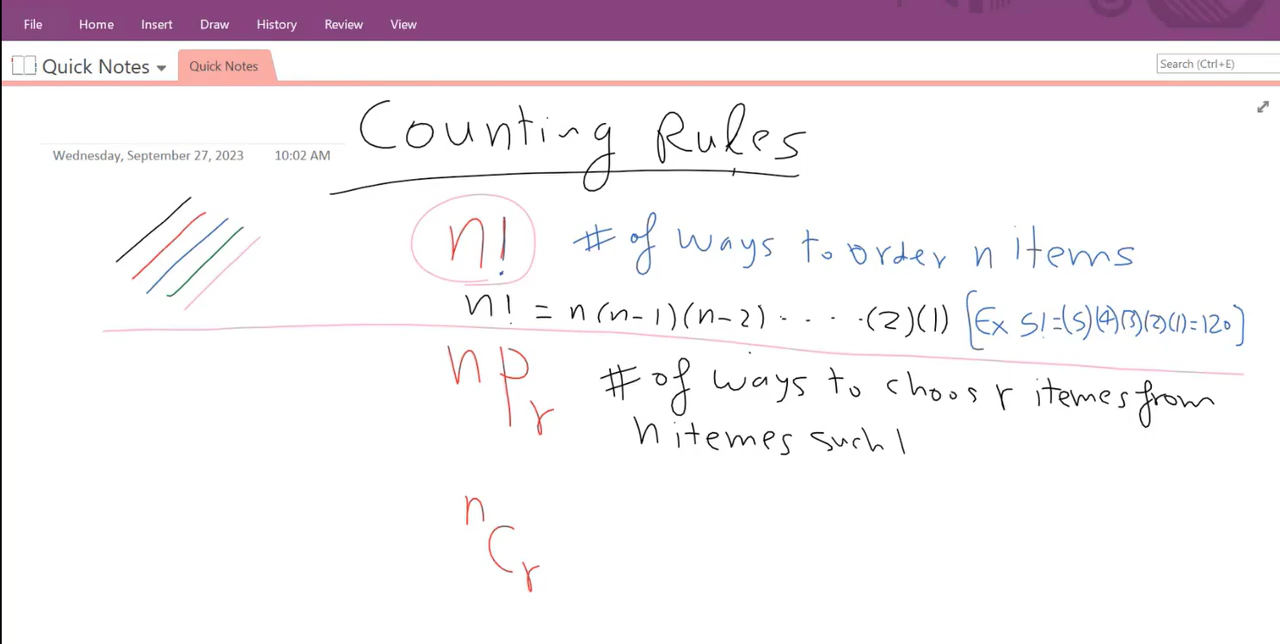 File Home Insert Draw History Review View
Quick Notes Quick Notes Search (Ctrl+E)
Counting Rules
Wednesday, September 27, 2023 10:02 AM
n! # of ways to order n items
n! = n(n-1)(n-2) . . . . .(2)(1) [Ex 5! = (5)(4)(3)(2)(1) = 120]
nPr # of ways to choos r itemes from
n itemes such
nCr